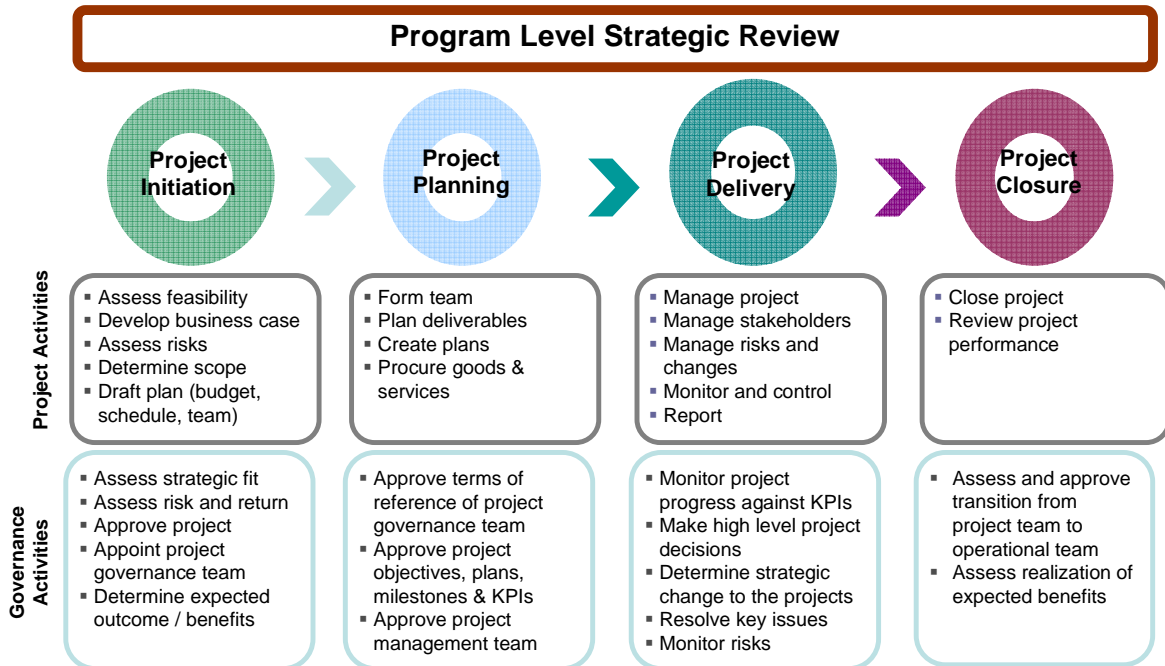 Program Level Strategic Review
Project
Initiation
Project
Planning
Project
Delivery
Project
Closure
Project Activities
▪ Assess feasibility
▪ Develop business case
▪ Assess risks
▪ Determine scope
▪ Draft plan (budget,
schedule, team)
▪ Form team
▪ Plan deliverables
▪ Create plans
▪ Procure goods &
services
▪ Manage project
▪ Manage stakeholders
▪ Manage risks and
changes
▪ Monitor and control
▪ Report
▪ Close project
▪ Review project
performance
Governance
Activities
▪ Assess strategic fit
▪ Assess risk and return
▪ Approve project
▪ Appoint project
governance team
▪ Determine expected
outcome / benefits
▪ Approve terms of
reference of project
governance team
▪ Approve project
objectives, plans,
milestones & KPIs
▪ Approve project
management team
▪ Monitor project
progress against KPIs
▪ Make high level project
decisions
▪ Determine strategic
change to the projects
▪ Resolve key issues
▪ Monitor risks
▪ Assess and approve
transition from
project team to
operational team
▪ Assess realization of
expected benefits